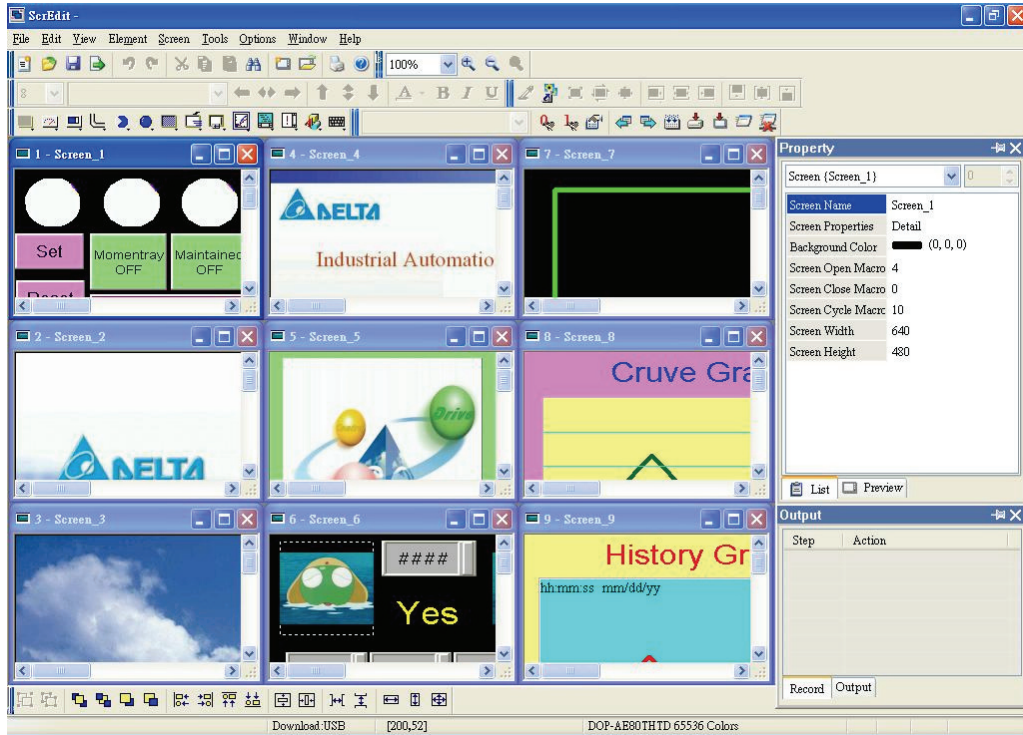 ScrEdit -
File Edit View Element Screen Tools Options Window Help
100%
8
A - B I U
1 - Screen_1
4 - Screen_4
7 - Screen_7
Property
Set
Momentray
OFF
Maintained
OFF
DELTA
Industrial Automatio
Screen {Screen_1}
0
Screen Name Screen_1
Screen Properties Detail
Background Color (0, 0, 0)
Screen Open Macro 4
Screen Close Macro 0
Screen Cycle Macrc 10
Screen Width 640
Screen Height 480
2 - Screen_2
5 - Screen_5
8 - Screen_8
DELTA
Drive
Cruve Gra
List Preview
3 - Screen_3
6 - Screen_6
9 - Screen_9
Output
####
Yes
History Gr
hh:mm:ss mm/dd/yy
Step Action
Record Output
Download:USB [200,52] DOP-AE80THTD 65536 Colors